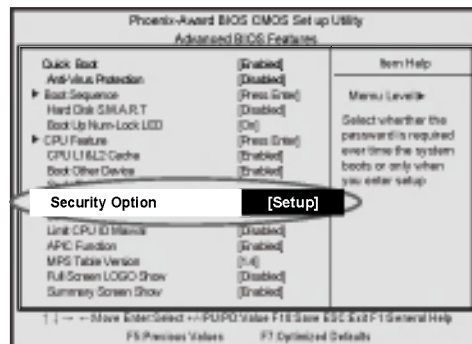 Phoenix-Award BIOS CMOS Setup Utility
Advanced BIOS Features
Quick Boot [Enabled]
Anti-Virus Protection [Disabled]
▶ Boot Sequence [Press Enter]
Hard Disk S.M.A.R.T [Disabled]
Boot Up Num-Lock LED [On]
▶ CPU Feature [Press Enter]
CPU L1&L2 Cache [Enabled]
Boot Other Device [Enabled]
Security Option [Setup]
Limit CPU ID MaxVal [Disabled]
APIC Function [Enabled]
MPS Table Version [1.4]
Full Screen LOGO Show [Disabled]
Summary Screen Show [Enabled]
Item Help
Menu Level▶
Select whether the
password is required
ever time the system
boots or only when
you enter setup
↑↓→←Move Enter:Select +/-/PU/PD:Value F10:Save ESC:Exit F1:General Help
F5:Previous Values F7:Optimized Defaults